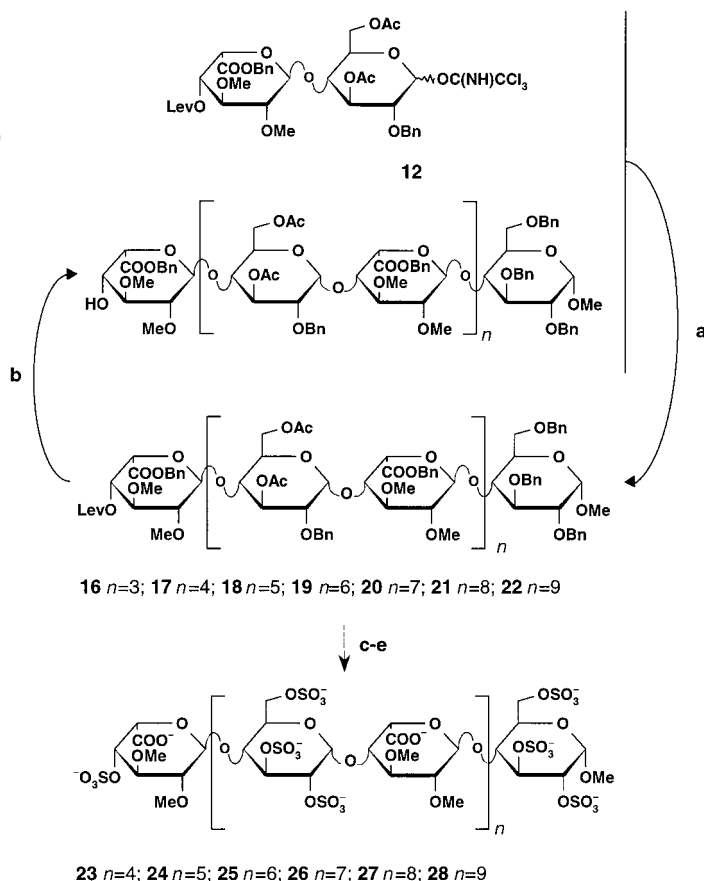 OAc
O
COOBn
OMe
O
O
OAc
OC(NH)CCl₃
LevO
OMe
OBn
12
OAc
OBn
O
COOBn
OMe
O
O
OAc
O
O
COOBn
OMe
O
O
OBn
HO
MeO
OBn
OMe
n
OMe
OBn
a
b
OAc
OBn
O
COOBn
OMe
O
O
OAc
O
O
COOBn
OMe
O
O
OBn
LevO
MeO
OBn
OMe
n
OMe
OBn
16 n=3; 17 n=4; 18 n=5; 19 n=6; 20 n=7; 21 n=8; 22 n=9
c-e
OSO₃⁻
OSO₃⁻
O
COO⁻
OMe
O
O
OSO₃⁻
O
O
COO⁻
OMe
O
O
OSO₃⁻
⁻O₃SO
MeO
OSO₃⁻
OMe
n
OMe
OSO₃⁻
23 n=4; 24 n=5; 25 n=6; 26 n=7; 27 n=8; 28 n=9